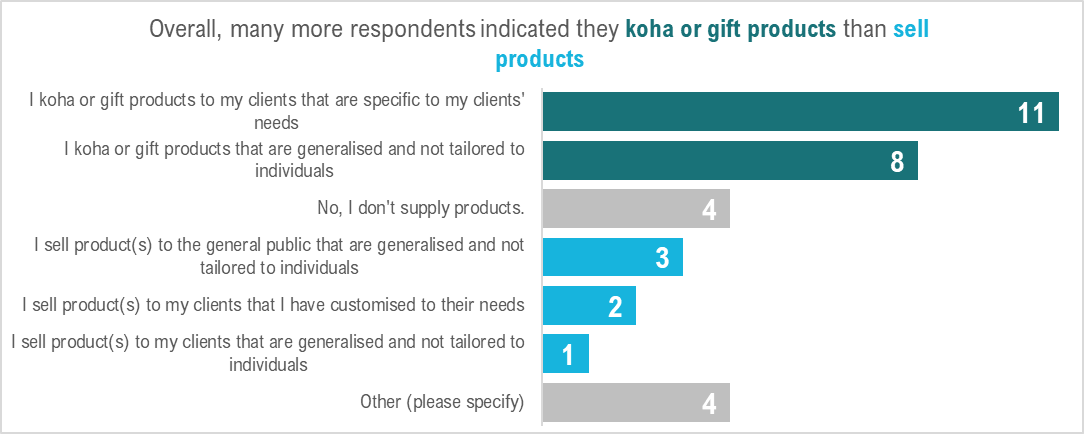 Overall, many more respondents indicated they koha or gift products than sell
products
I koha or gift products to my clients that are specific to my clients'
needs
11
I koha or gift products that are generalised and not tailored to
individuals
8
No, I don't supply products.
4
I sell product(s) to the general public that are generalised and not
tailored to individuals
3
I sell product(s) to my clients that I have customised to their needs
2
I sell product(s) to my clients that are generalised and not tailored to
individuals
1
Other (please specify)
4